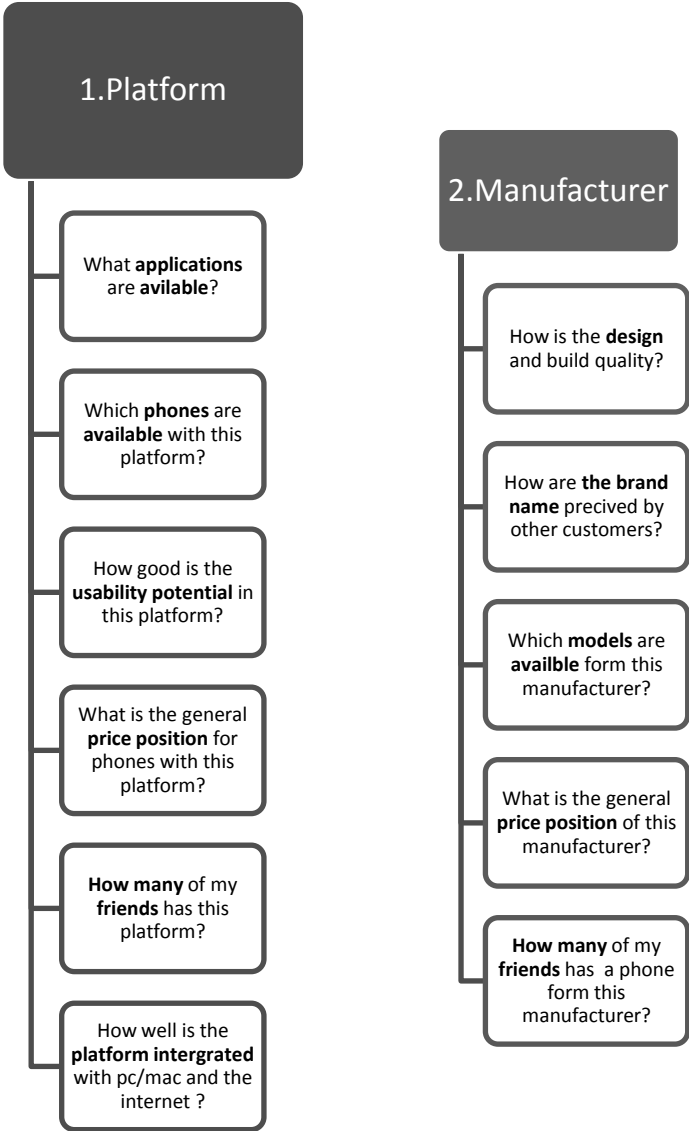 1.Platform
What applications
are avilable?
Which phones are
available with this
platform?
How good is the
usability potential in
this platform?
What is the general
price position for
phones with this
platform?
How many of my
friends has this
platform?
How well is the
platform intergrated
with pc/mac and the
internet ?
2.Manufacturer
How is the design
and build quality?
How are the brand
name precived by
other customers?
Which models are
availble form this
manufacturer?
What is the general
price position of this
manufacturer?
How many of my
friends has  a phone
form this
manufacturer?